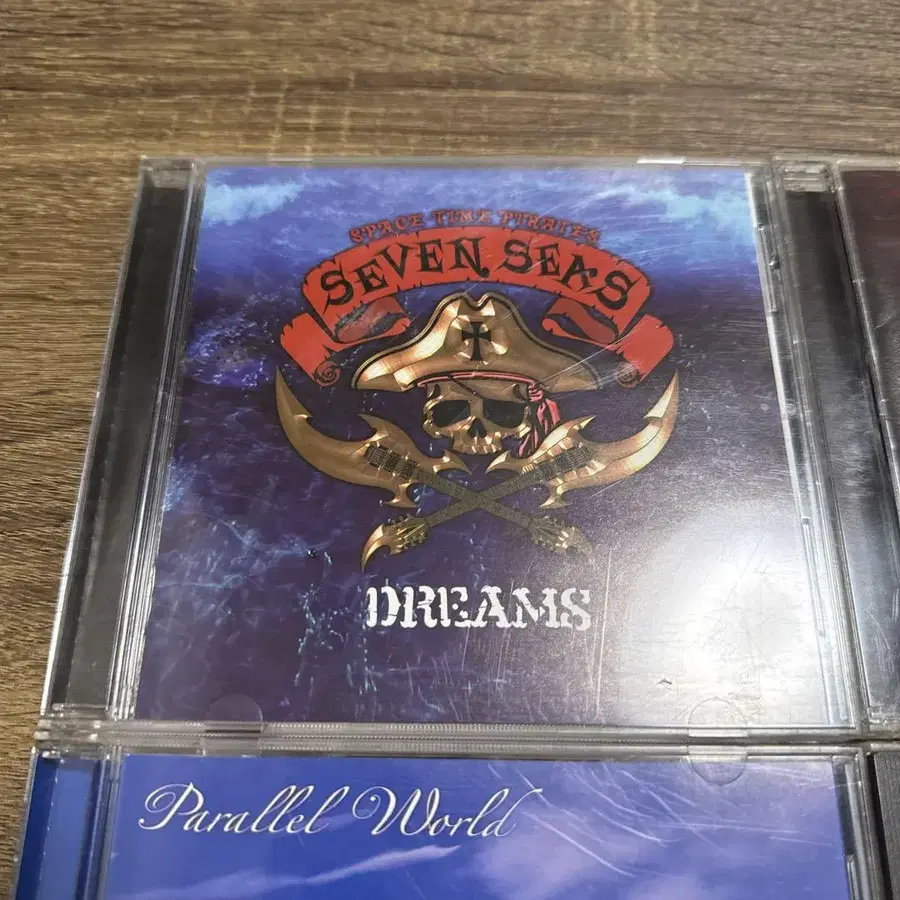 SPACE TIME PIRATES
SEVEN SEAS
DREAMS
Parallel World